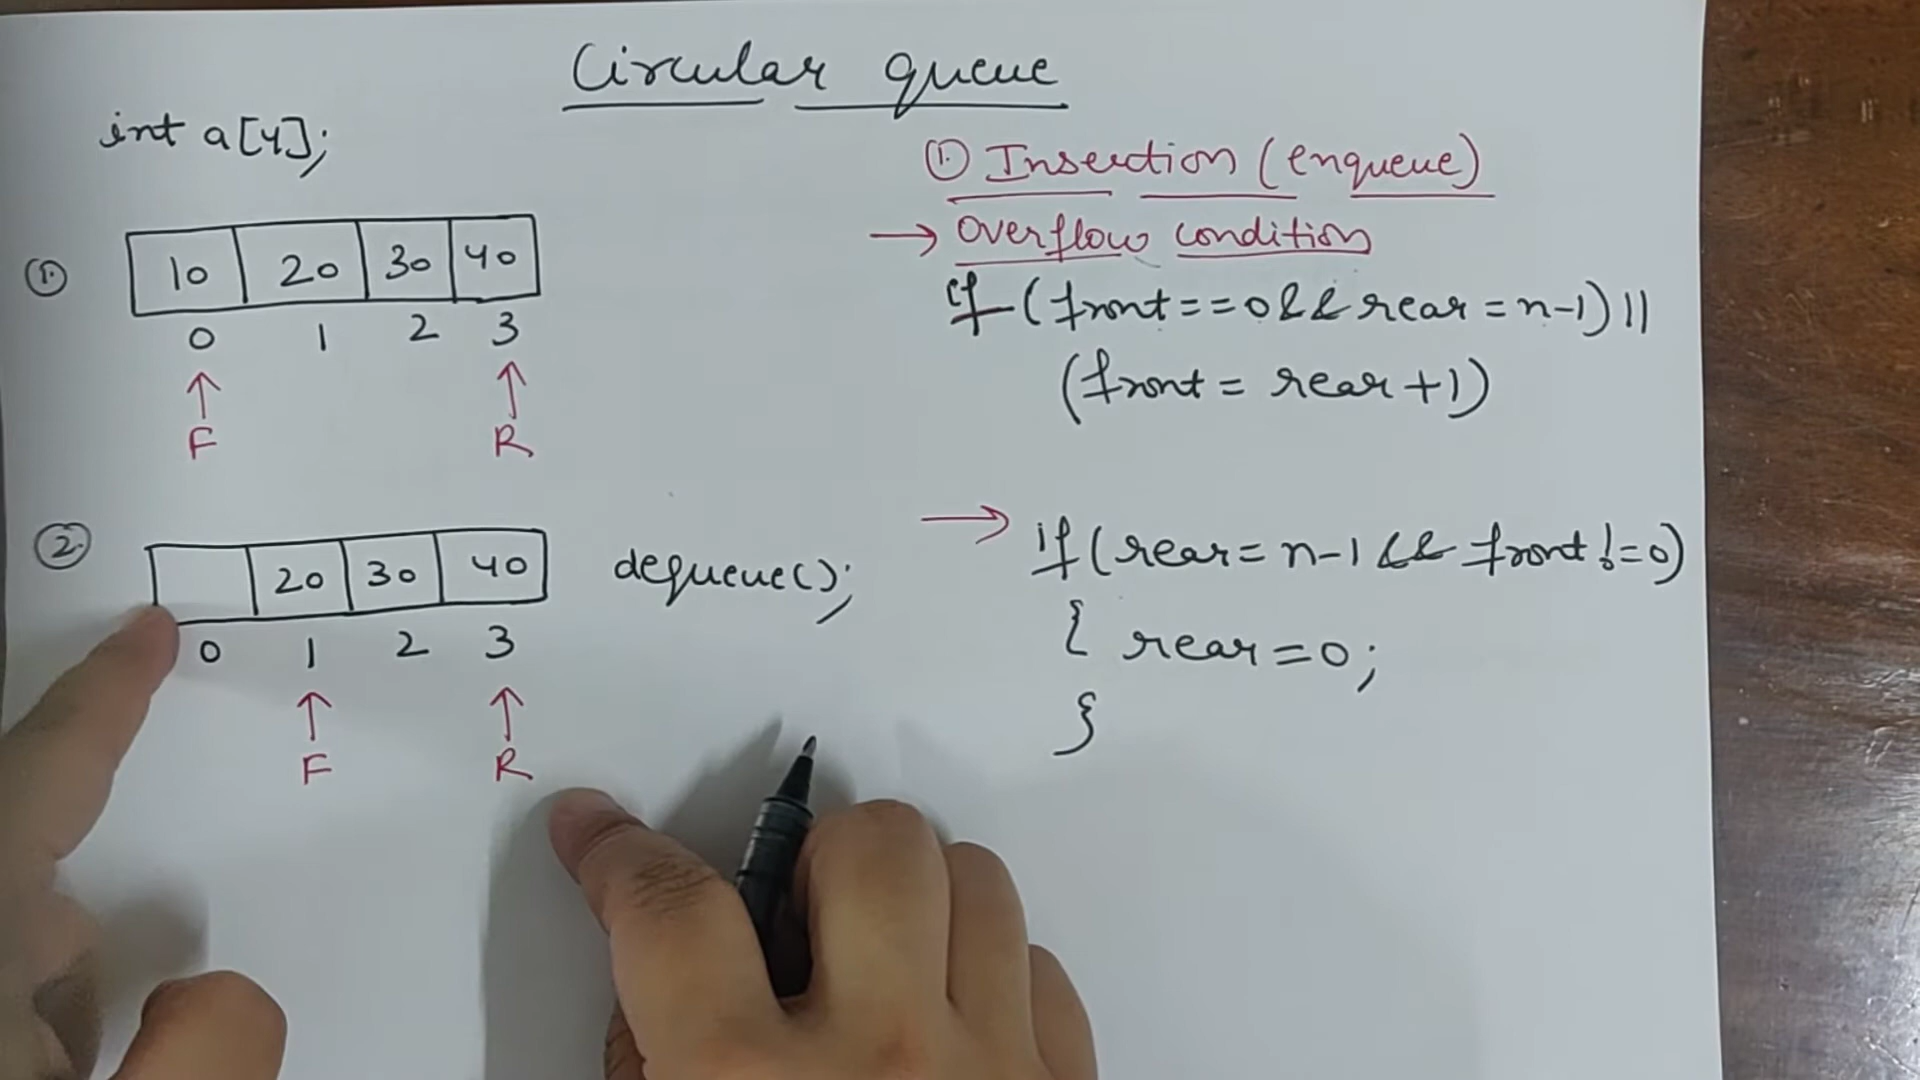 Circular queue
int a[4];
①
10 20 30 40
0 1 2 3
F R
②
20 30 40
0 1 2 3
F R
dequeue();
① Insertion (enqueue)
→ Overflow condition
if (front==0 && rear=n-1) ||
(front = rear+1)
→ if(rear=n-1 && front!=0)
{ rear=0;
}